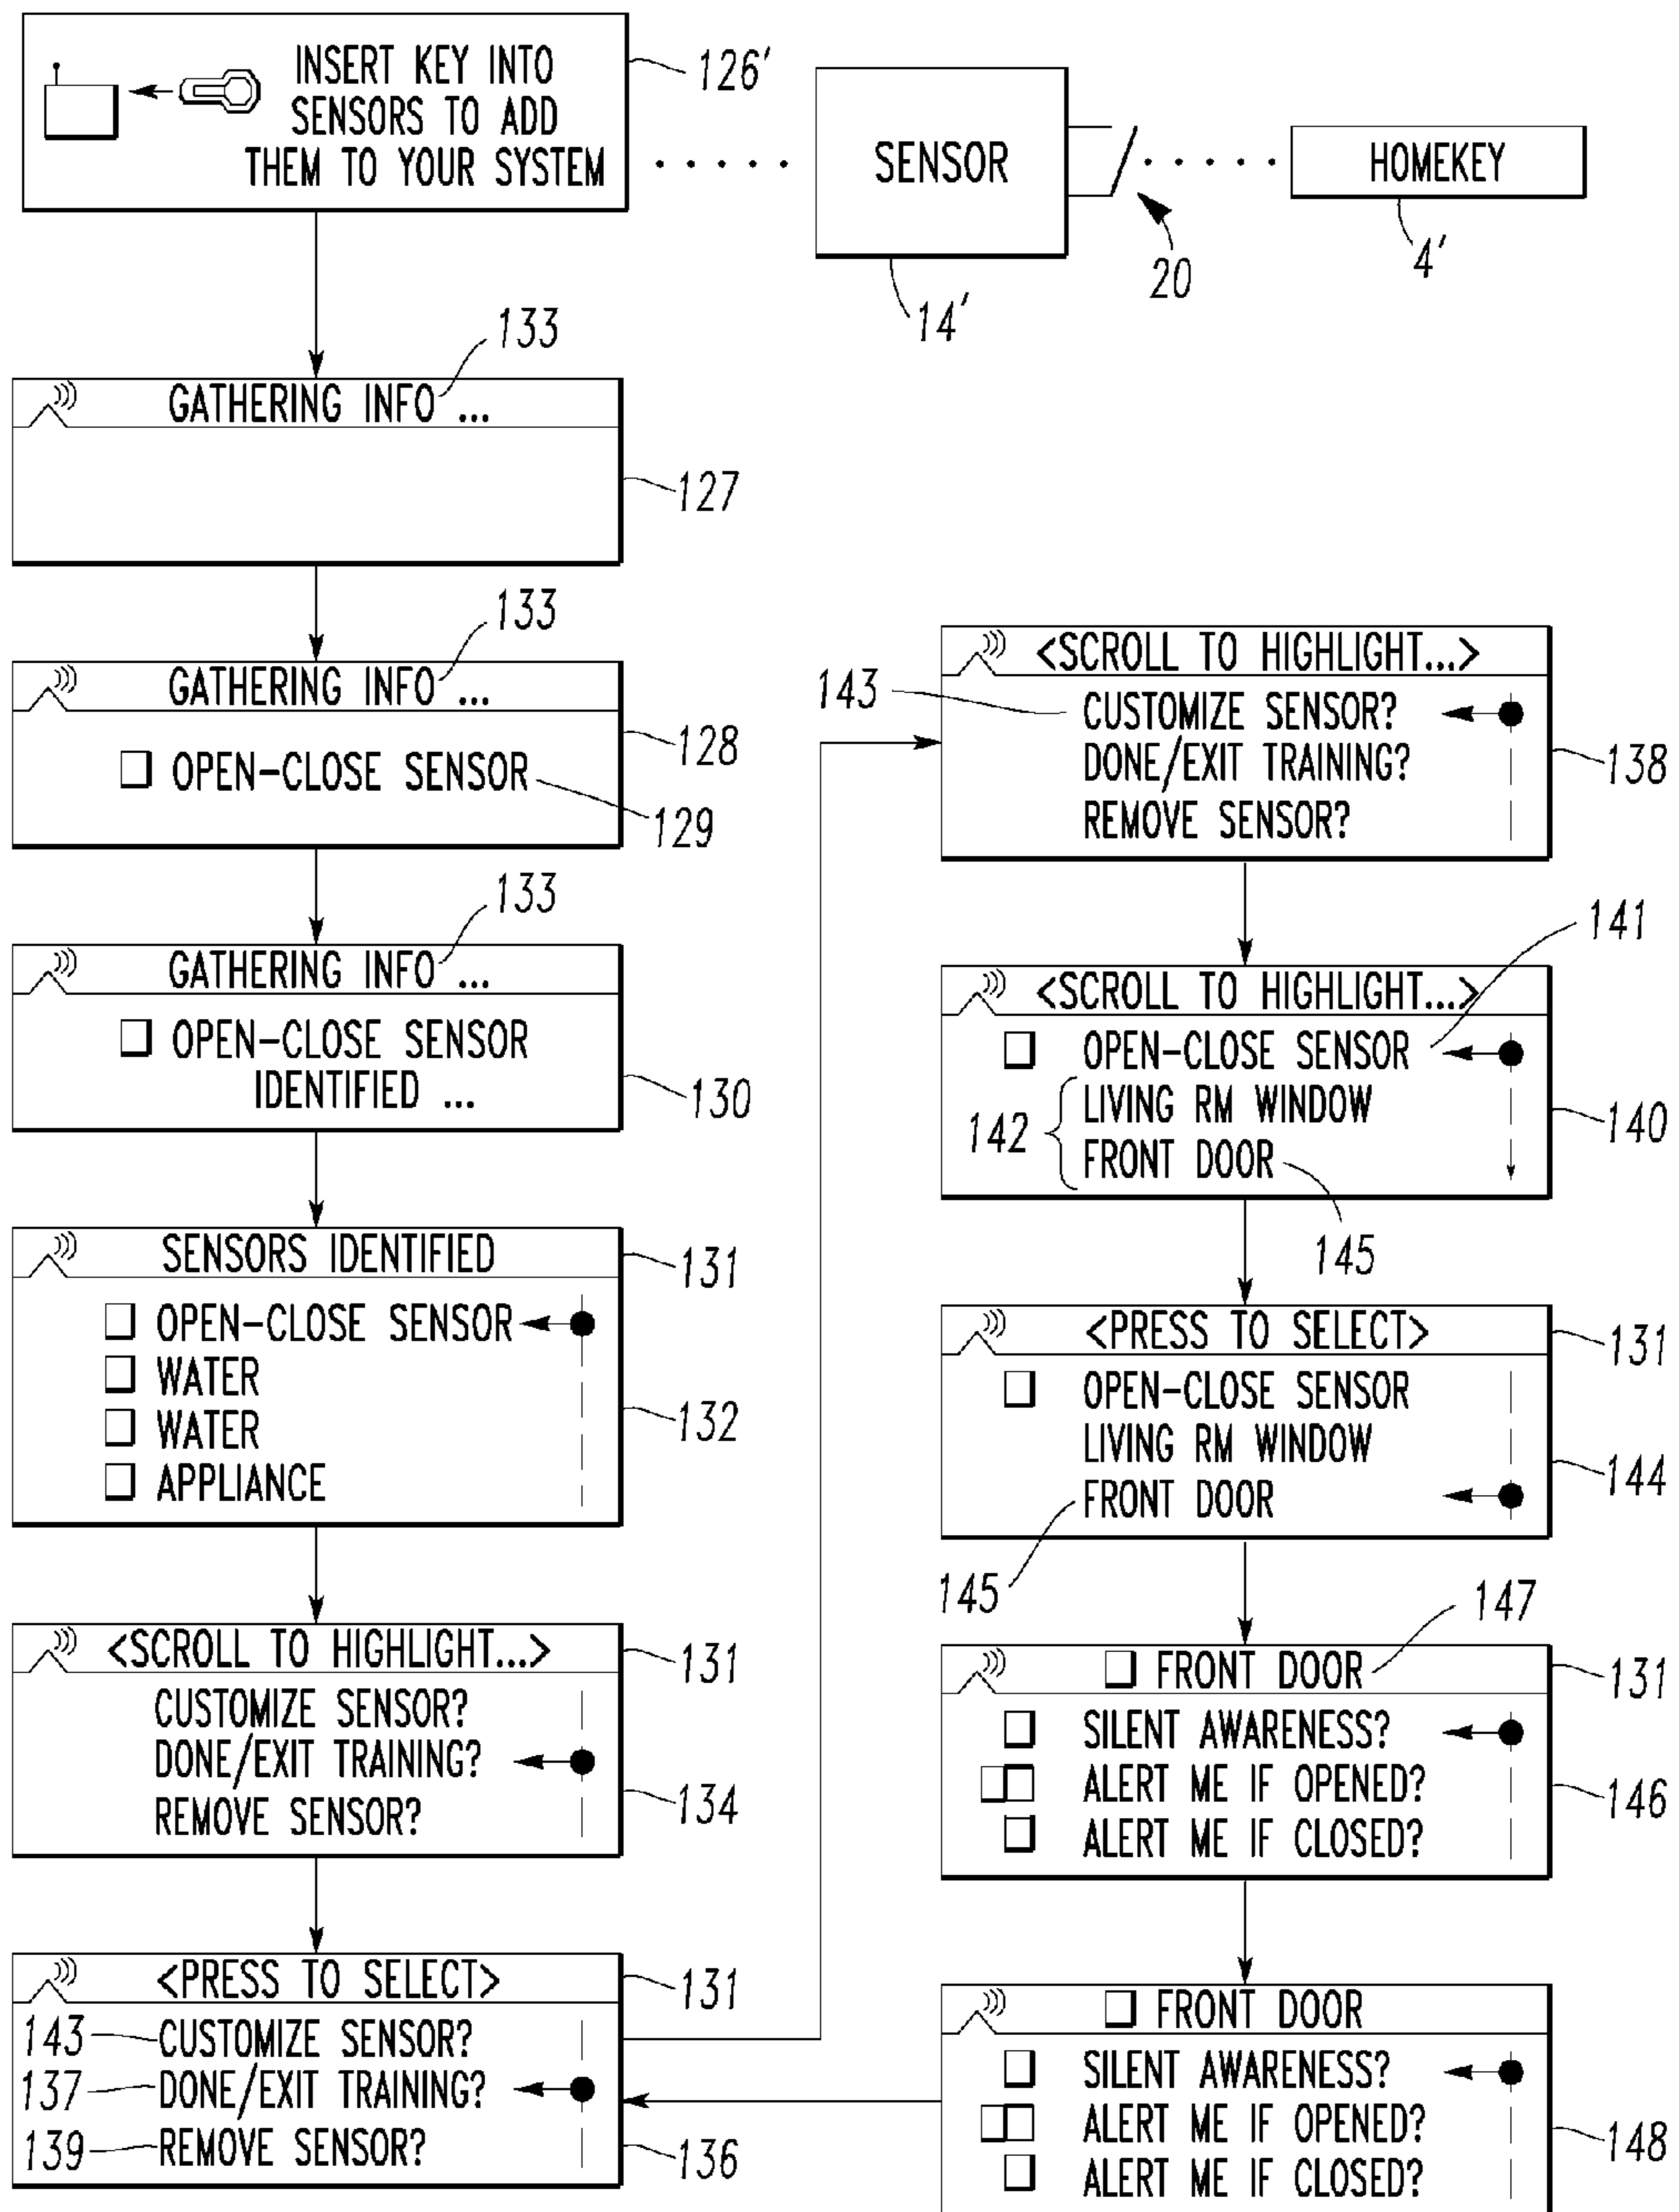 INSERT KEY INTO
SENSORS TO ADD
THEM TO YOUR SYSTEM
126'
SENSOR
14'
20
HOMEKEY
4'
133
GATHERING INFO ...
127
133
GATHERING INFO ...
OPEN-CLOSE SENSOR
128
129
133
GATHERING INFO ...
OPEN-CLOSE SENSOR
IDENTIFIED ...
130
SENSORS IDENTIFIED
131
OPEN-CLOSE SENSOR
WATER
WATER
APPLIANCE
132
<SCROLL TO HIGHLIGHT...>
131
CUSTOMIZE SENSOR?
DONE/EXIT TRAINING?
REMOVE SENSOR?
134
<PRESS TO SELECT>
131
143 CUSTOMIZE SENSOR?
137 DONE/EXIT TRAINING?
139 REMOVE SENSOR?
136
<SCROLL TO HIGHLIGHT...>
143
CUSTOMIZE SENSOR?
DONE/EXIT TRAINING?
REMOVE SENSOR?
138
141
<SCROLL TO HIGHLIGHT...>
OPEN-CLOSE SENSOR
LIVING RM WINDOW
142
FRONT DOOR
140
145
<PRESS TO SELECT>
131
OPEN-CLOSE SENSOR
LIVING RM WINDOW
FRONT DOOR
144
145
147
FRONT DOOR
131
SILENT AWARENESS?
ALERT ME IF OPENED?
ALERT ME IF CLOSED?
146
FRONT DOOR
SILENT AWARENESS?
ALERT ME IF OPENED?
ALERT ME IF CLOSED?
148